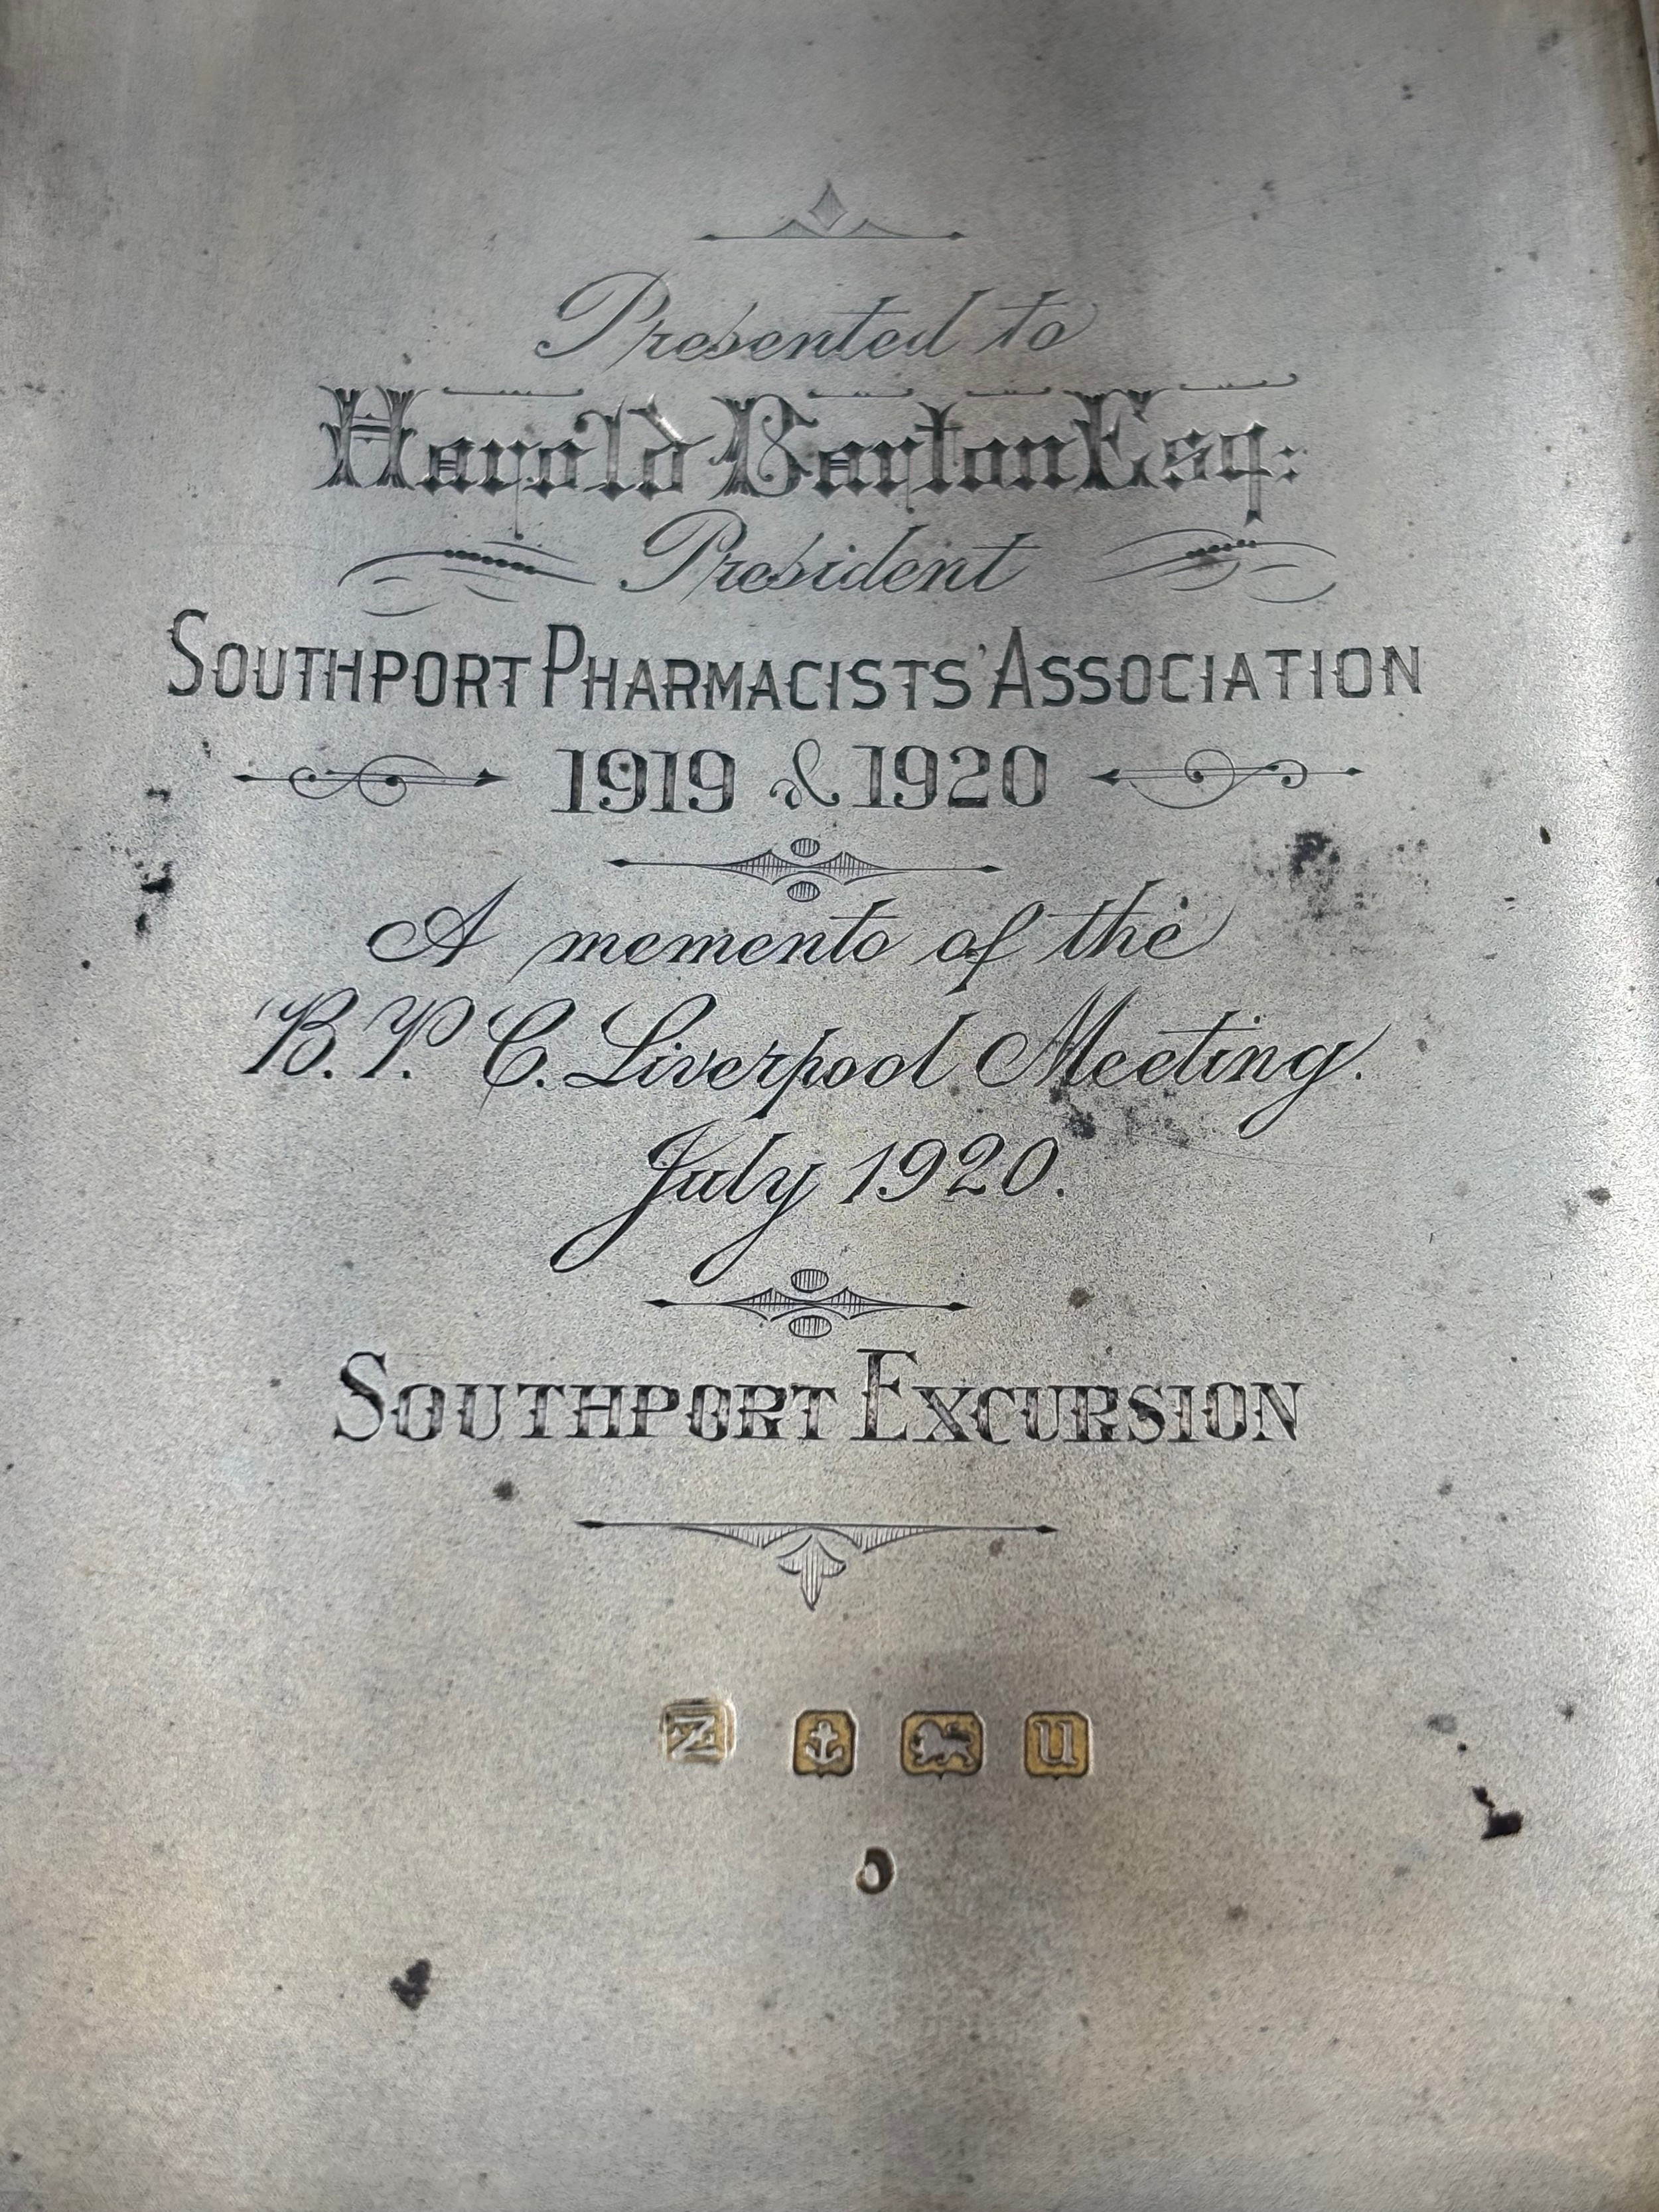 Presented to
Harold Barton Esq:
President
SOUTHPORT PHARMACISTS' ASSOCIATION
1919 & 1920
A memento of the
B. P. C. Liverpool Meeting.
July 1920.
SOUTHPORT EXCURSION
Z u